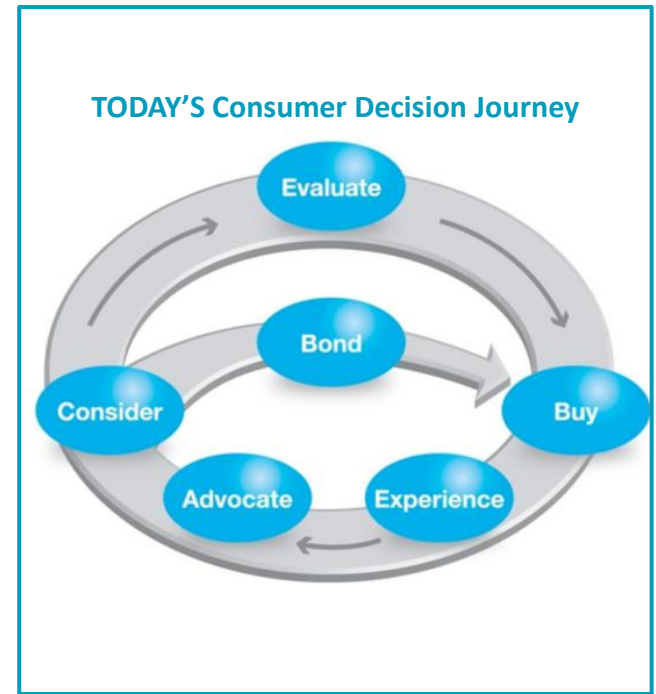 TODAY’S Consumer Decision Journey
Evaluate
Bond
Consider
Buy
Advocate
Experience